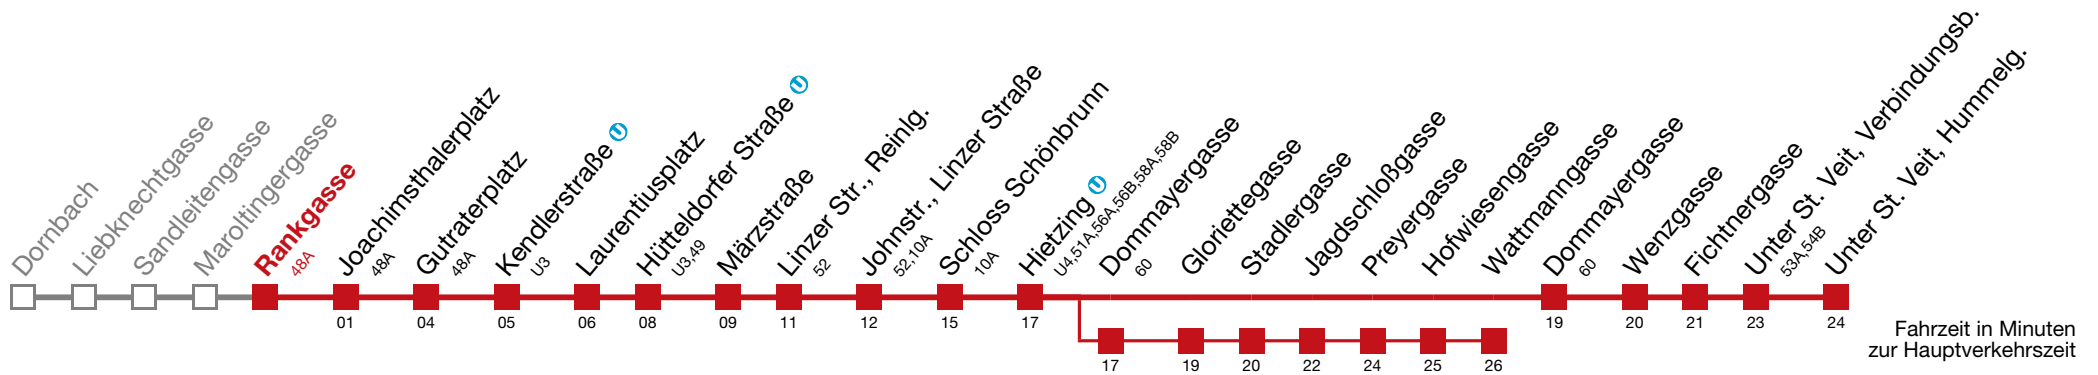 Dornbach
Liebknechtgasse
Sandleitengasse
Maroltingergasse
Rankgasse
48A
Joachimsthalerplatz
48A
Gutraterplatz
48A
Kendlerstraße U
U3
Laurentiusplatz
Hütteldorfer Straße U
U3,49
Märzstraße
Linzer Str., Reinlg.
52
Johnstr., Linzer Straße
52,10A
Schloss Schönbrunn
10A
Hietzing U
U4,51A,56A,56B,58A,58B
Dommayergasse
60
Gloriettegasse
Stadlergasse
Jagdschloßgasse
Preyergasse
Hofwiesengasse
Wattmanngasse
Dommayergasse
60
Wenzgasse
Fichtnergasse
Unter St. Veit, Verbindungsb.
53A,54B
Unter St. Veit, Hummelg.
01 04 05 06 08 09 11 12 15 17 19 20 21 23 24
17 19 20 22 24 25 26
Fahrzeit in Minuten
zur Hauptverkehrszeit